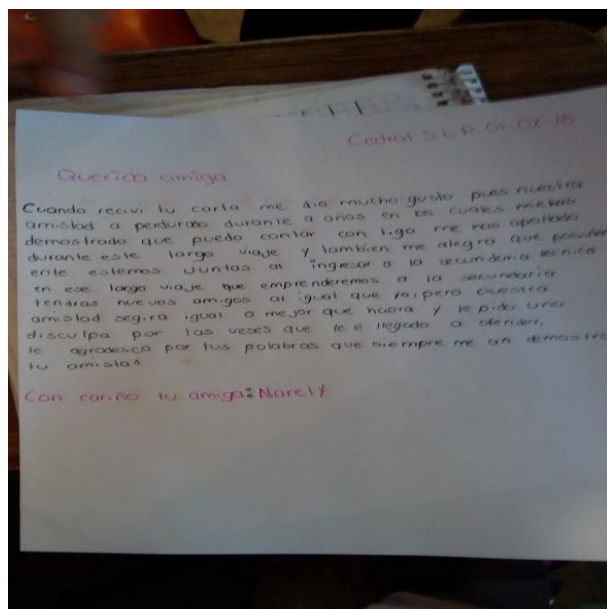 Cedral S.L.P. 01-02-18
Querida amiga
Cuando recivi tu carta me dio mucho gusto pues nuestra
amistad a perdurado durante a años en los cuales me has
demostrado que puedo contar con tigo me has apollado
durante este largo viaje y tambien me alegra que
ente estemos juntas al ingresar a la secundaria tecnica
en ese largo viaje que emprenderemos a la secundaria
tendras nuevos amigos al igual que yo, pero nuestra
amistad segira igual o mejor que haora y te pido una
disculpa por las veses que te e llegado a ofender,
le agradesco por tus palabras que siempre me an demostra
tu amistad
Con cariño tu amiga: Narely